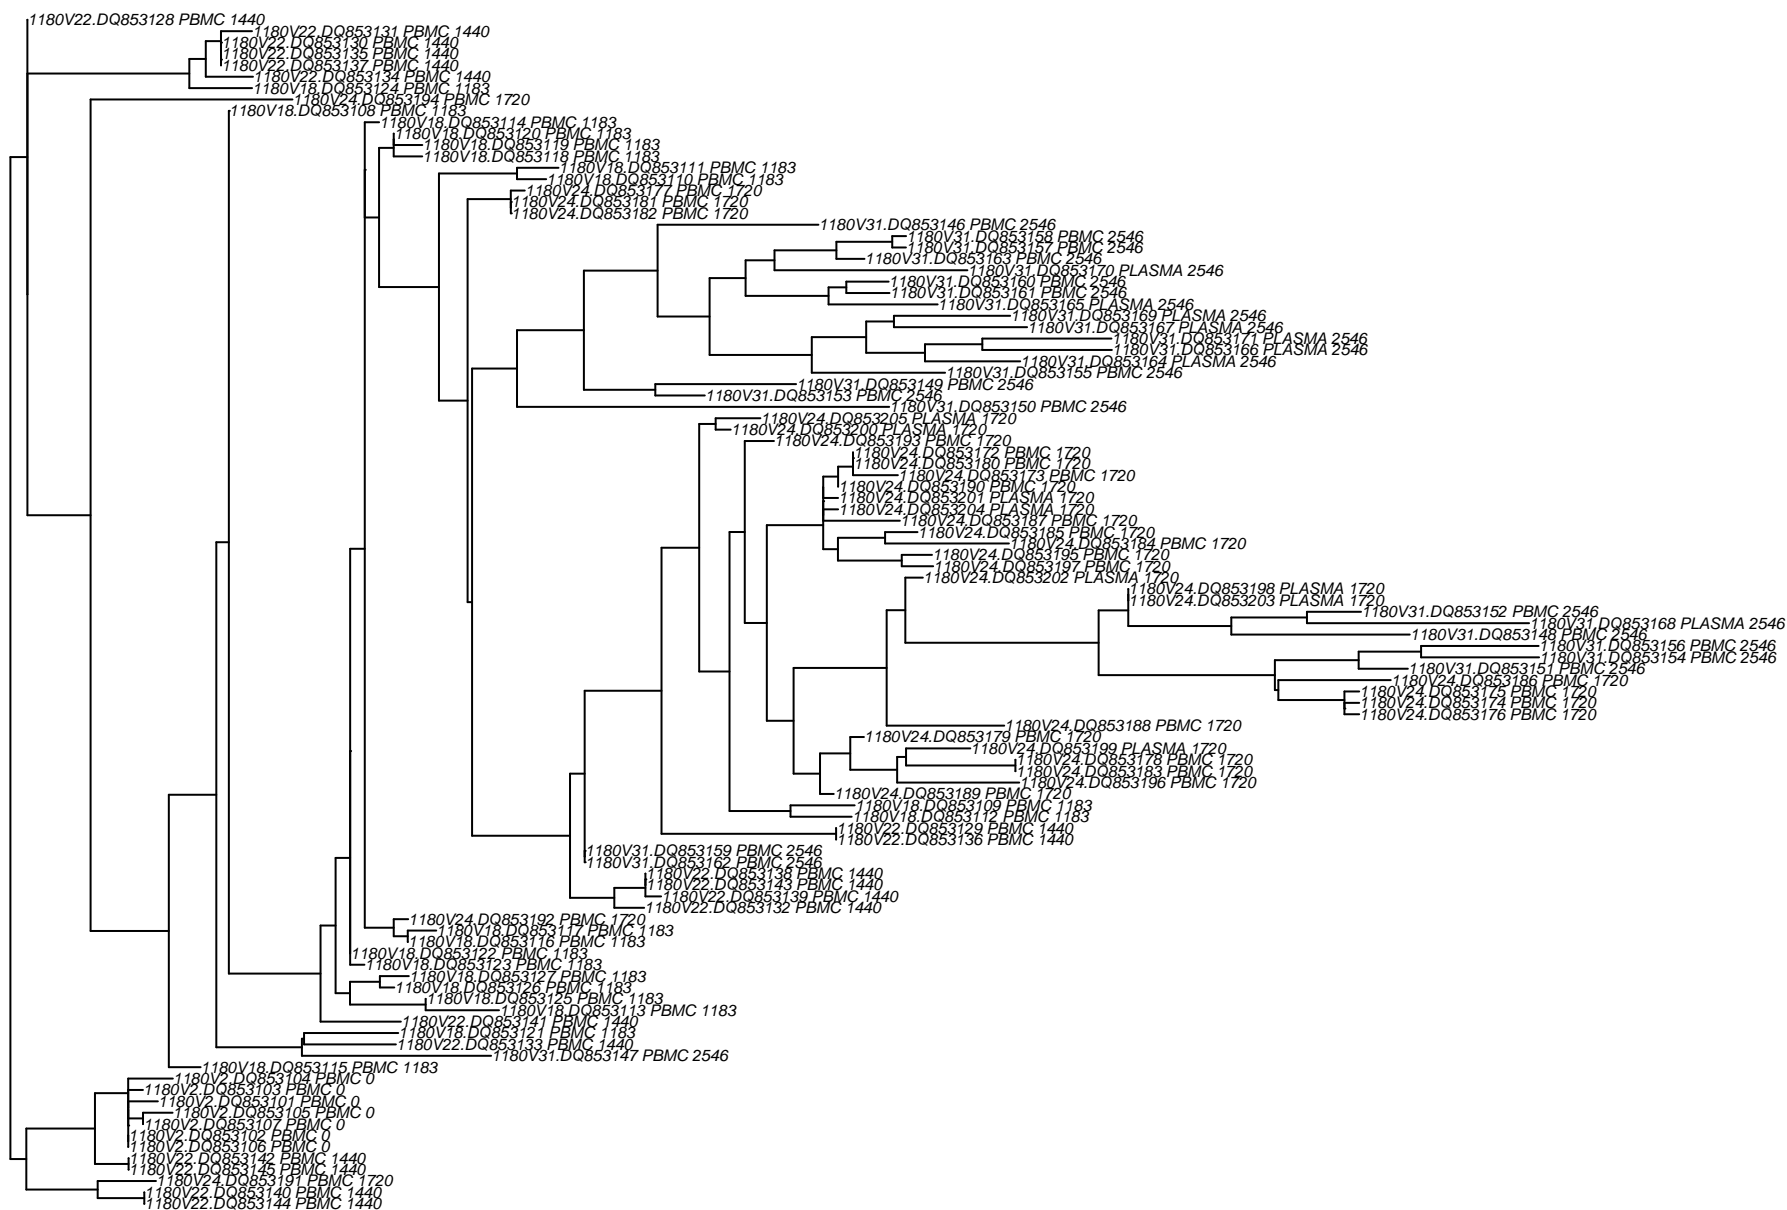 1180V22.DQ853128 PBMC 1440
1180V22.DQ853131 PBMC 1440
1180V22.DQ853130 PBMC 1440
1180V22.DQ853135 PBMC 1440
1180V22.DQ853137 PBMC 1440
1180V22.DQ853134 PBMC 1440
1180V18.DQ853124 PBMC 1183
1180V24.DQ853194 PBMC 1720
1180V18.DQ853108 PBMC 1183
1180V18.DQ853114 PBMC 1183
1180V18.DQ853120 PBMC 1183
1180V18.DQ853119 PBMC 1183
1180V18.DQ853118 PBMC 1183
1180V18.DQ853111 PBMC 1183
1180V18.DQ853110 PBMC 1183
1180V24.DQ853177 PBMC 1720
1180V24.DQ853181 PBMC 1720
1180V24.DQ853182 PBMC 1720
1180V31.DQ853146 PBMC 2546
1180V31.DQ853158 PBMC 2546
1180V31.DQ853157 PBMC 2546
1180V31.DQ853163 PBMC 2546
1180V31.DQ853170 PLASMA 2546
1180V31.DQ853160 PBMC 2546
1180V31.DQ853161 PBMC 2546
1180V31.DQ853165 PLASMA 2546
1180V31.DQ853169 PLASMA 2546
1180V31.DQ853167 PLASMA 2546
1180V31.DQ853171 PLASMA 2546
1180V31.DQ853166 PLASMA 2546
1180V31.DQ853164 PLASMA 2546
1180V31.DQ853155 PBMC 2546
1180V31.DQ853149 PBMC 2546
1180V31.DQ853153 PBMC 2546
1180V31.DQ853150 PBMC 2546
1180V24.DQ853205 PLASMA 1720
1180V24.DQ853200 PLASMA 1720
1180V24.DQ853193 PBMC 1720
1180V24.DQ853172 PBMC 1720
1180V24.DQ853180 PBMC 1720
1180V24.DQ853173 PBMC 1720
1180V24.DQ853190 PBMC 1720
1180V24.DQ853201 PLASMA 1720
1180V24.DQ853204 PLASMA 1720
1180V24.DQ853187 PBMC 1720
1180V24.DQ853185 PBMC 1720
1180V24.DQ853184 PBMC 1720
1180V24.DQ853195 PBMC 1720
1180V24.DQ853197 PBMC 1720
1180V24.DQ853202 PLASMA 1720
1180V24.DQ853198 PLASMA 1720
1180V24.DQ853203 PLASMA 1720
1180V31.DQ853152 PBMC 2546
1180V31.DQ853168 PLASMA 2546
1180V31.DQ853148 PBMC 2546
1180V31.DQ853156 PBMC 2546
1180V31.DQ853154 PBMC 2546
1180V31.DQ853151 PBMC 2546
1180V24.DQ853186 PBMC 1720
1180V24.DQ853175 PBMC 1720
1180V24.DQ853174 PBMC 1720
1180V24.DQ853176 PBMC 1720
1180V24.DQ853188 PBMC 1720
1180V24.DQ853179 PBMC 1720
1180V24.DQ853199 PLASMA 1720
1180V24.DQ853178 PBMC 1720
1180V24.DQ853183 PBMC 1720
1180V24.DQ853196 PBMC 1720
1180V24.DQ853189 PBMC 1720
1180V18.DQ853109 PBMC 1183
1180V18.DQ853112 PBMC 1183
1180V22.DQ853129 PBMC 1440
1180V22.DQ853136 PBMC 1440
1180V31.DQ853159 PBMC 2546
1180V31.DQ853162 PBMC 2546
1180V22.DQ853138 PBMC 1440
1180V22.DQ853143 PBMC 1440
1180V22.DQ853139 PBMC 1440
1180V22.DQ853132 PBMC 1440
1180V24.DQ853192 PBMC 1720
1180V18.DQ853117 PBMC 1183
1180V18.DQ853116 PBMC 1183
1180V18.DQ853122 PBMC 1183
1180V18.DQ853123 PBMC 1183
1180V18.DQ853127 PBMC 1183
1180V18.DQ853126 PBMC 1183
1180V18.DQ853125 PBMC 1183
1180V18.DQ853113 PBMC 1183
1180V22.DQ853141 PBMC 1440
1180V18.DQ853121 PBMC 1183
1180V22.DQ853133 PBMC 1440
1180V31.DQ853147 PBMC 2546
1180V18.DQ853115 PBMC 1183
1180V2.DQ853104 PBMC 0
1180V2.DQ853103 PBMC 0
1180V2.DQ853101 PBMC 0
1180V2.DQ853105 PBMC 0
1180V2.DQ853107 PBMC 0
1180V2.DQ853102 PBMC 0
1180V2.DQ853106 PBMC 0
1180V22.DQ853142 PBMC 1440
1180V22.DQ853145 PBMC 1440
1180V24.DQ853191 PBMC 1720
1180V22.DQ853140 PBMC 1440
1180V22.DQ853144 PBMC 1440